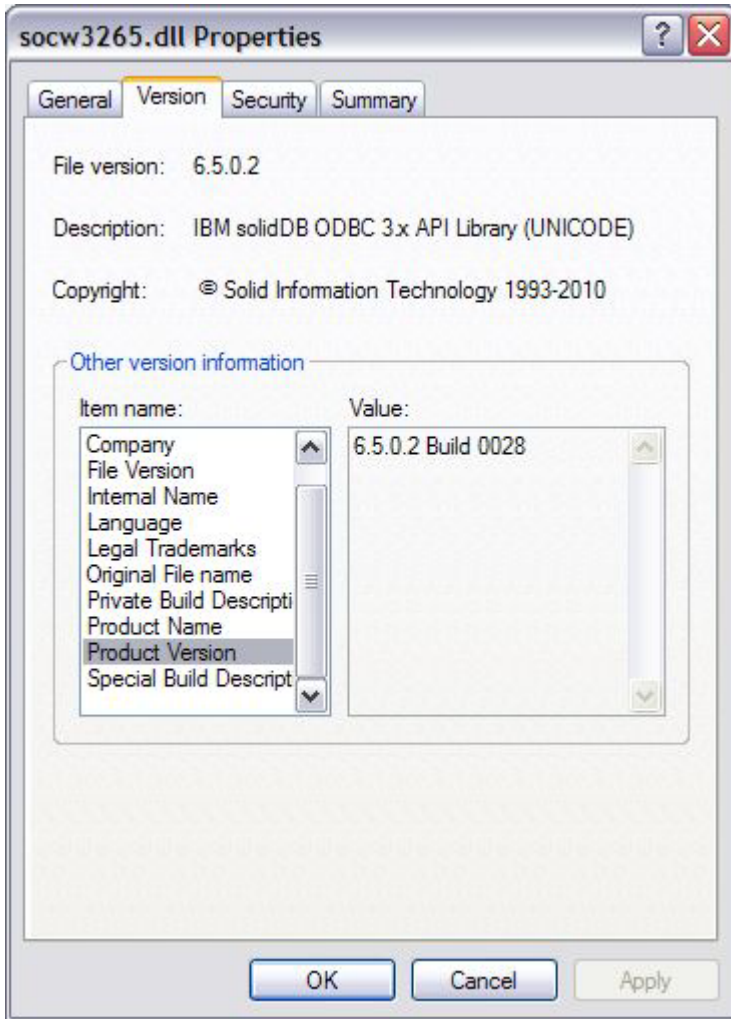 socw3265.dll Properties
General Version Security Summary
File version: 6.5.0.2
Description: IBM solidDB ODBC 3.x API Library (UNICODE)
Copyright: © Solid Information Technology 1993-2010
Other version information
Item name: Value:
Company 6.5.0.2 Build 0028
File Version
Internal Name
Language
Legal Trademarks
Original File name
Private Build Descripti
Product Name
Product Version
Special Build Descript
OK Cancel Apply